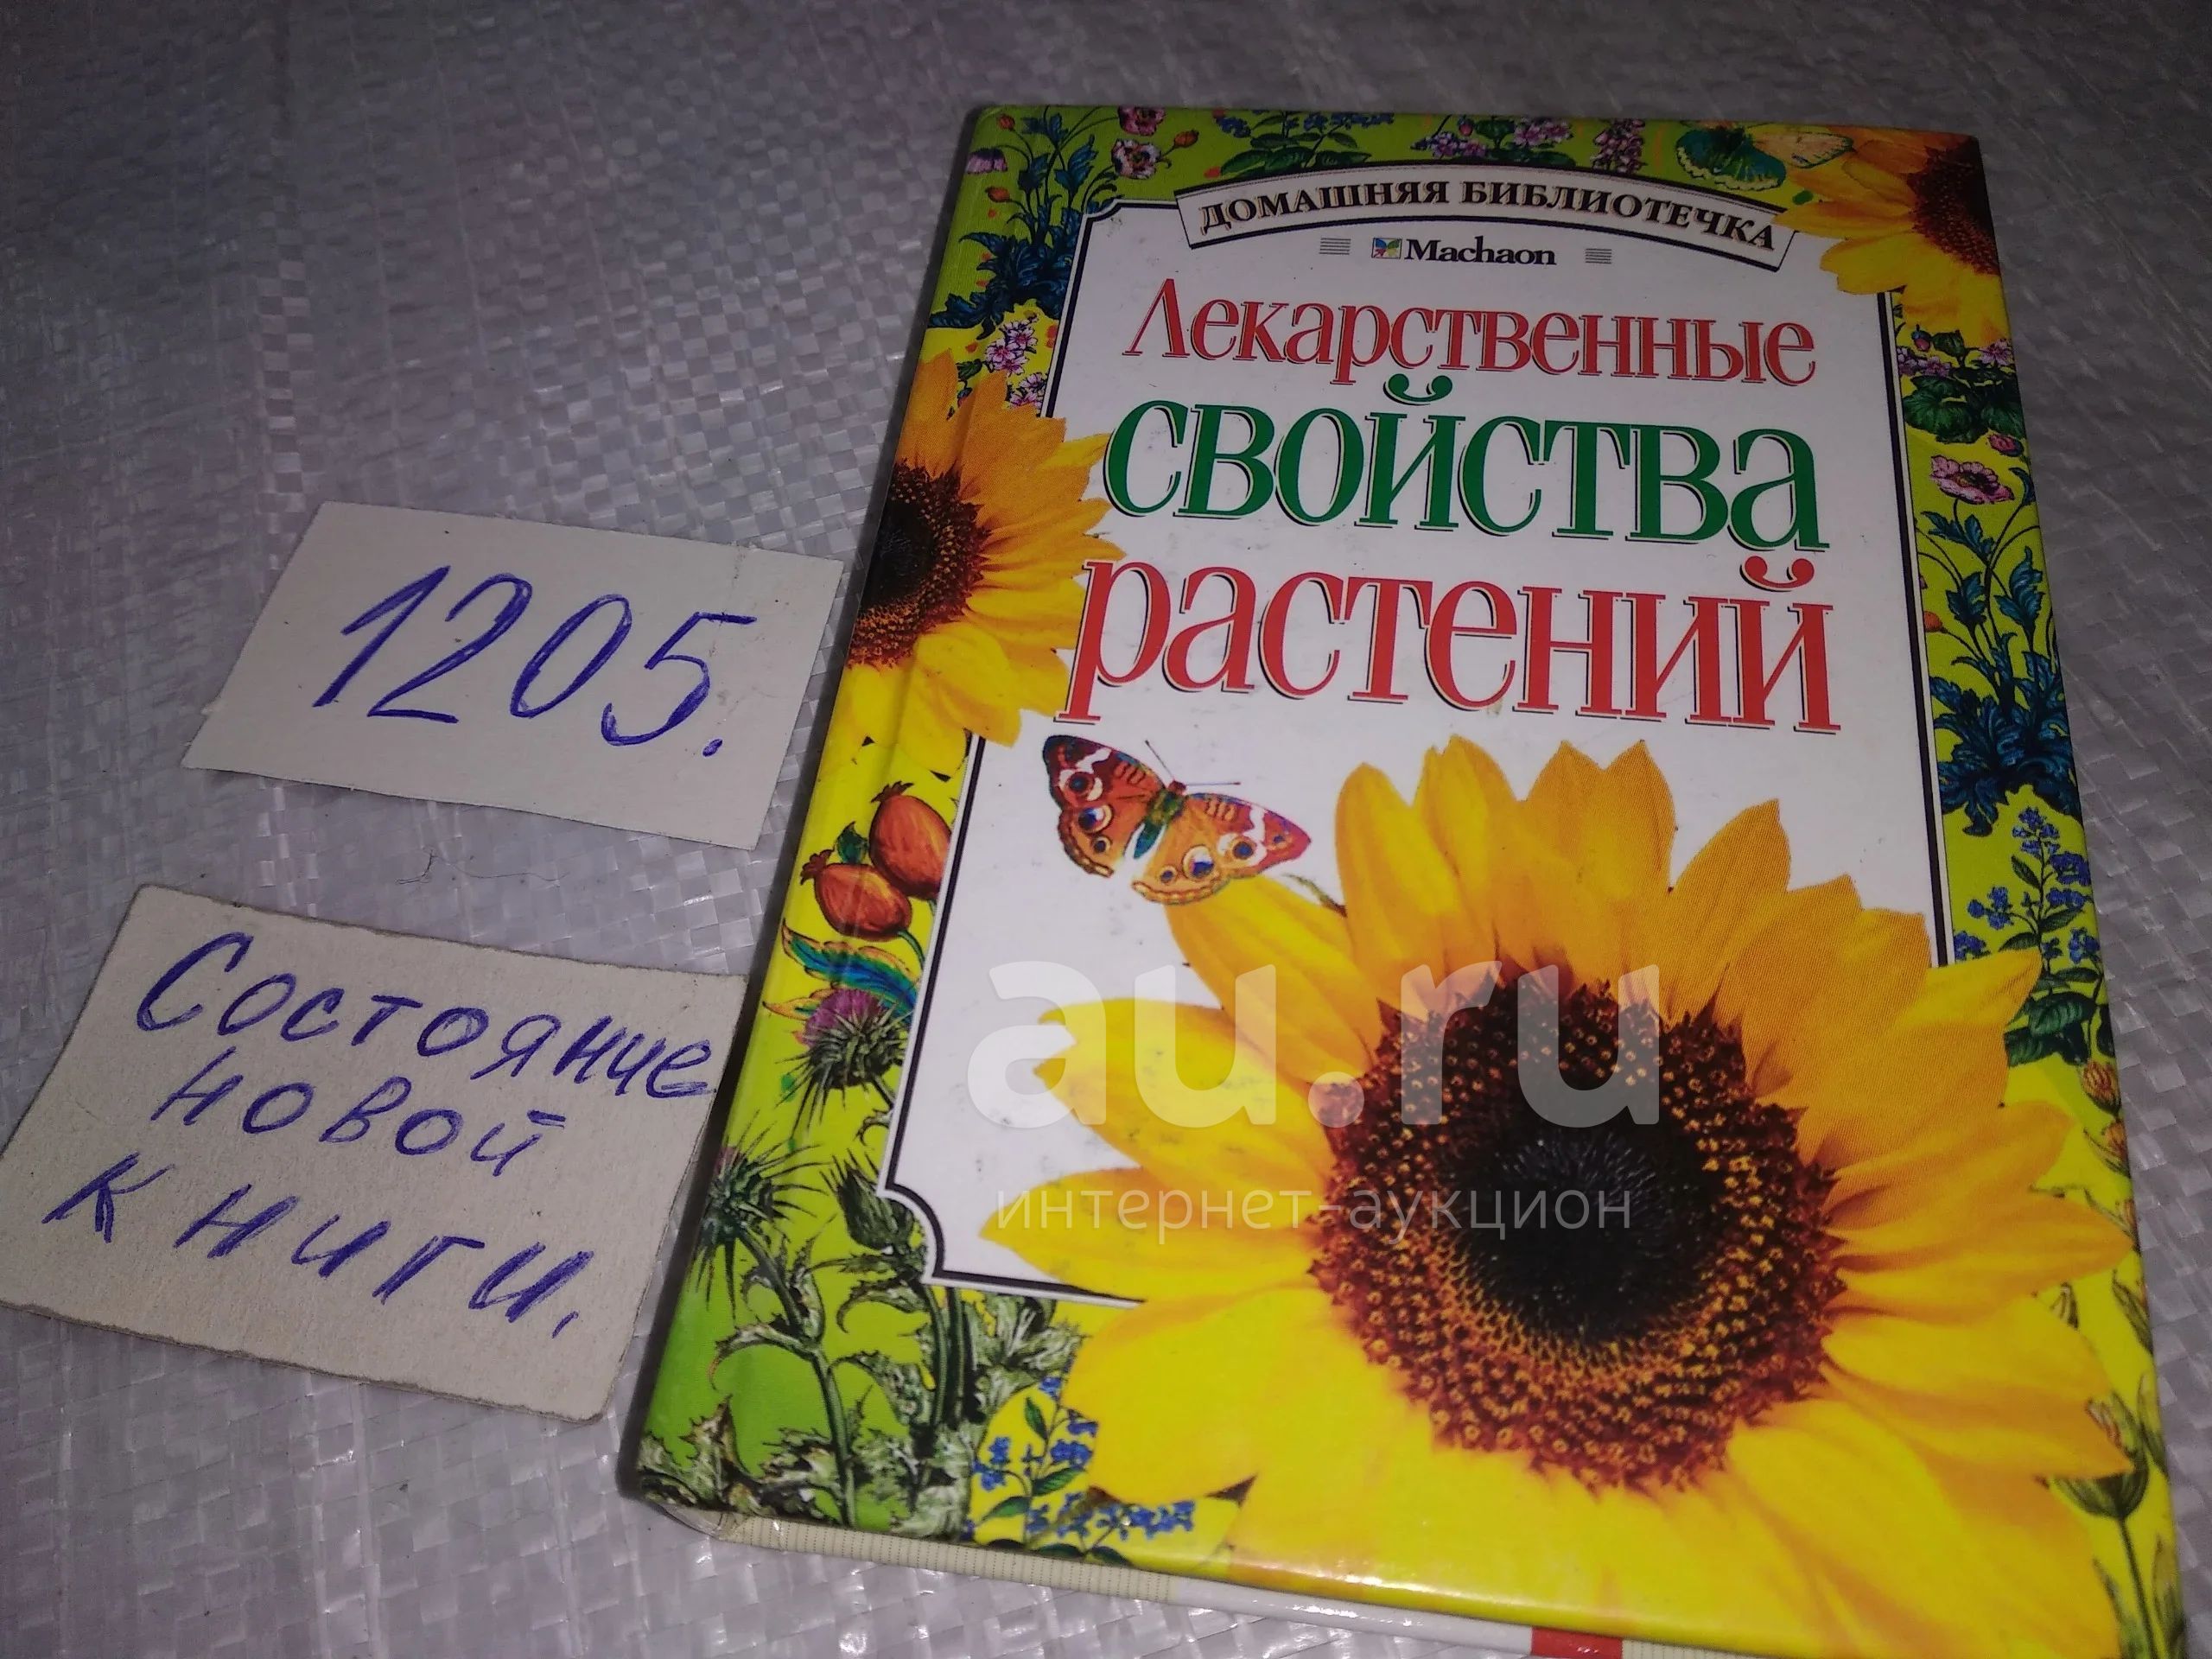 ДОМАШНЯЯ БИБЛИОТЕЧКА
Machaon
Лекарственные
свойства
растений
1205.
Состояние
новой
книги.
au.ru
интернет-аукцион